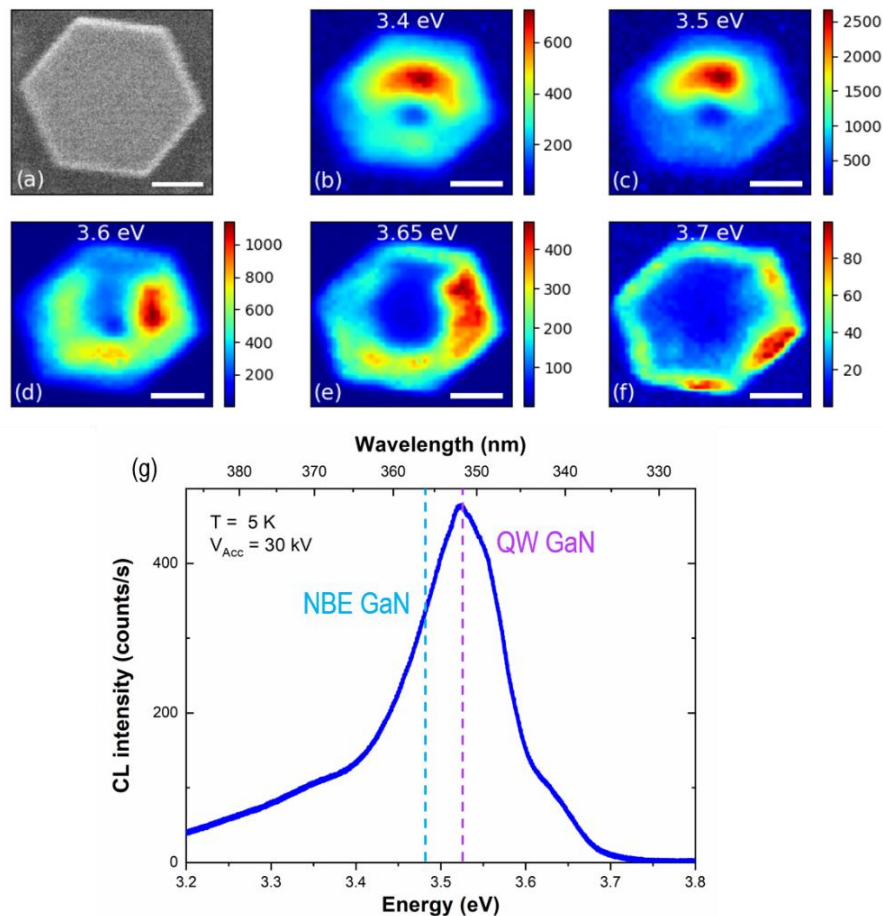 (a)
3.4 eV
(b)
600
400
200
3.5 eV
(c)
2500
2000
1500
1000
500
3.6 eV
(d)
1000
800
600
400
200
3.65 eV
(e)
400
300
200
100
3.7 eV
(f)
80
60
40
20
(g)
Wavelength (nm)
380 370 360 350 340 330
T = 5 K
V_Acc = 30 kV
NBE GaN
QW GaN
CL intensity (counts/s)
400
200
0
3.2 3.3 3.4 3.5 3.6 3.7 3.8
Energy (eV)